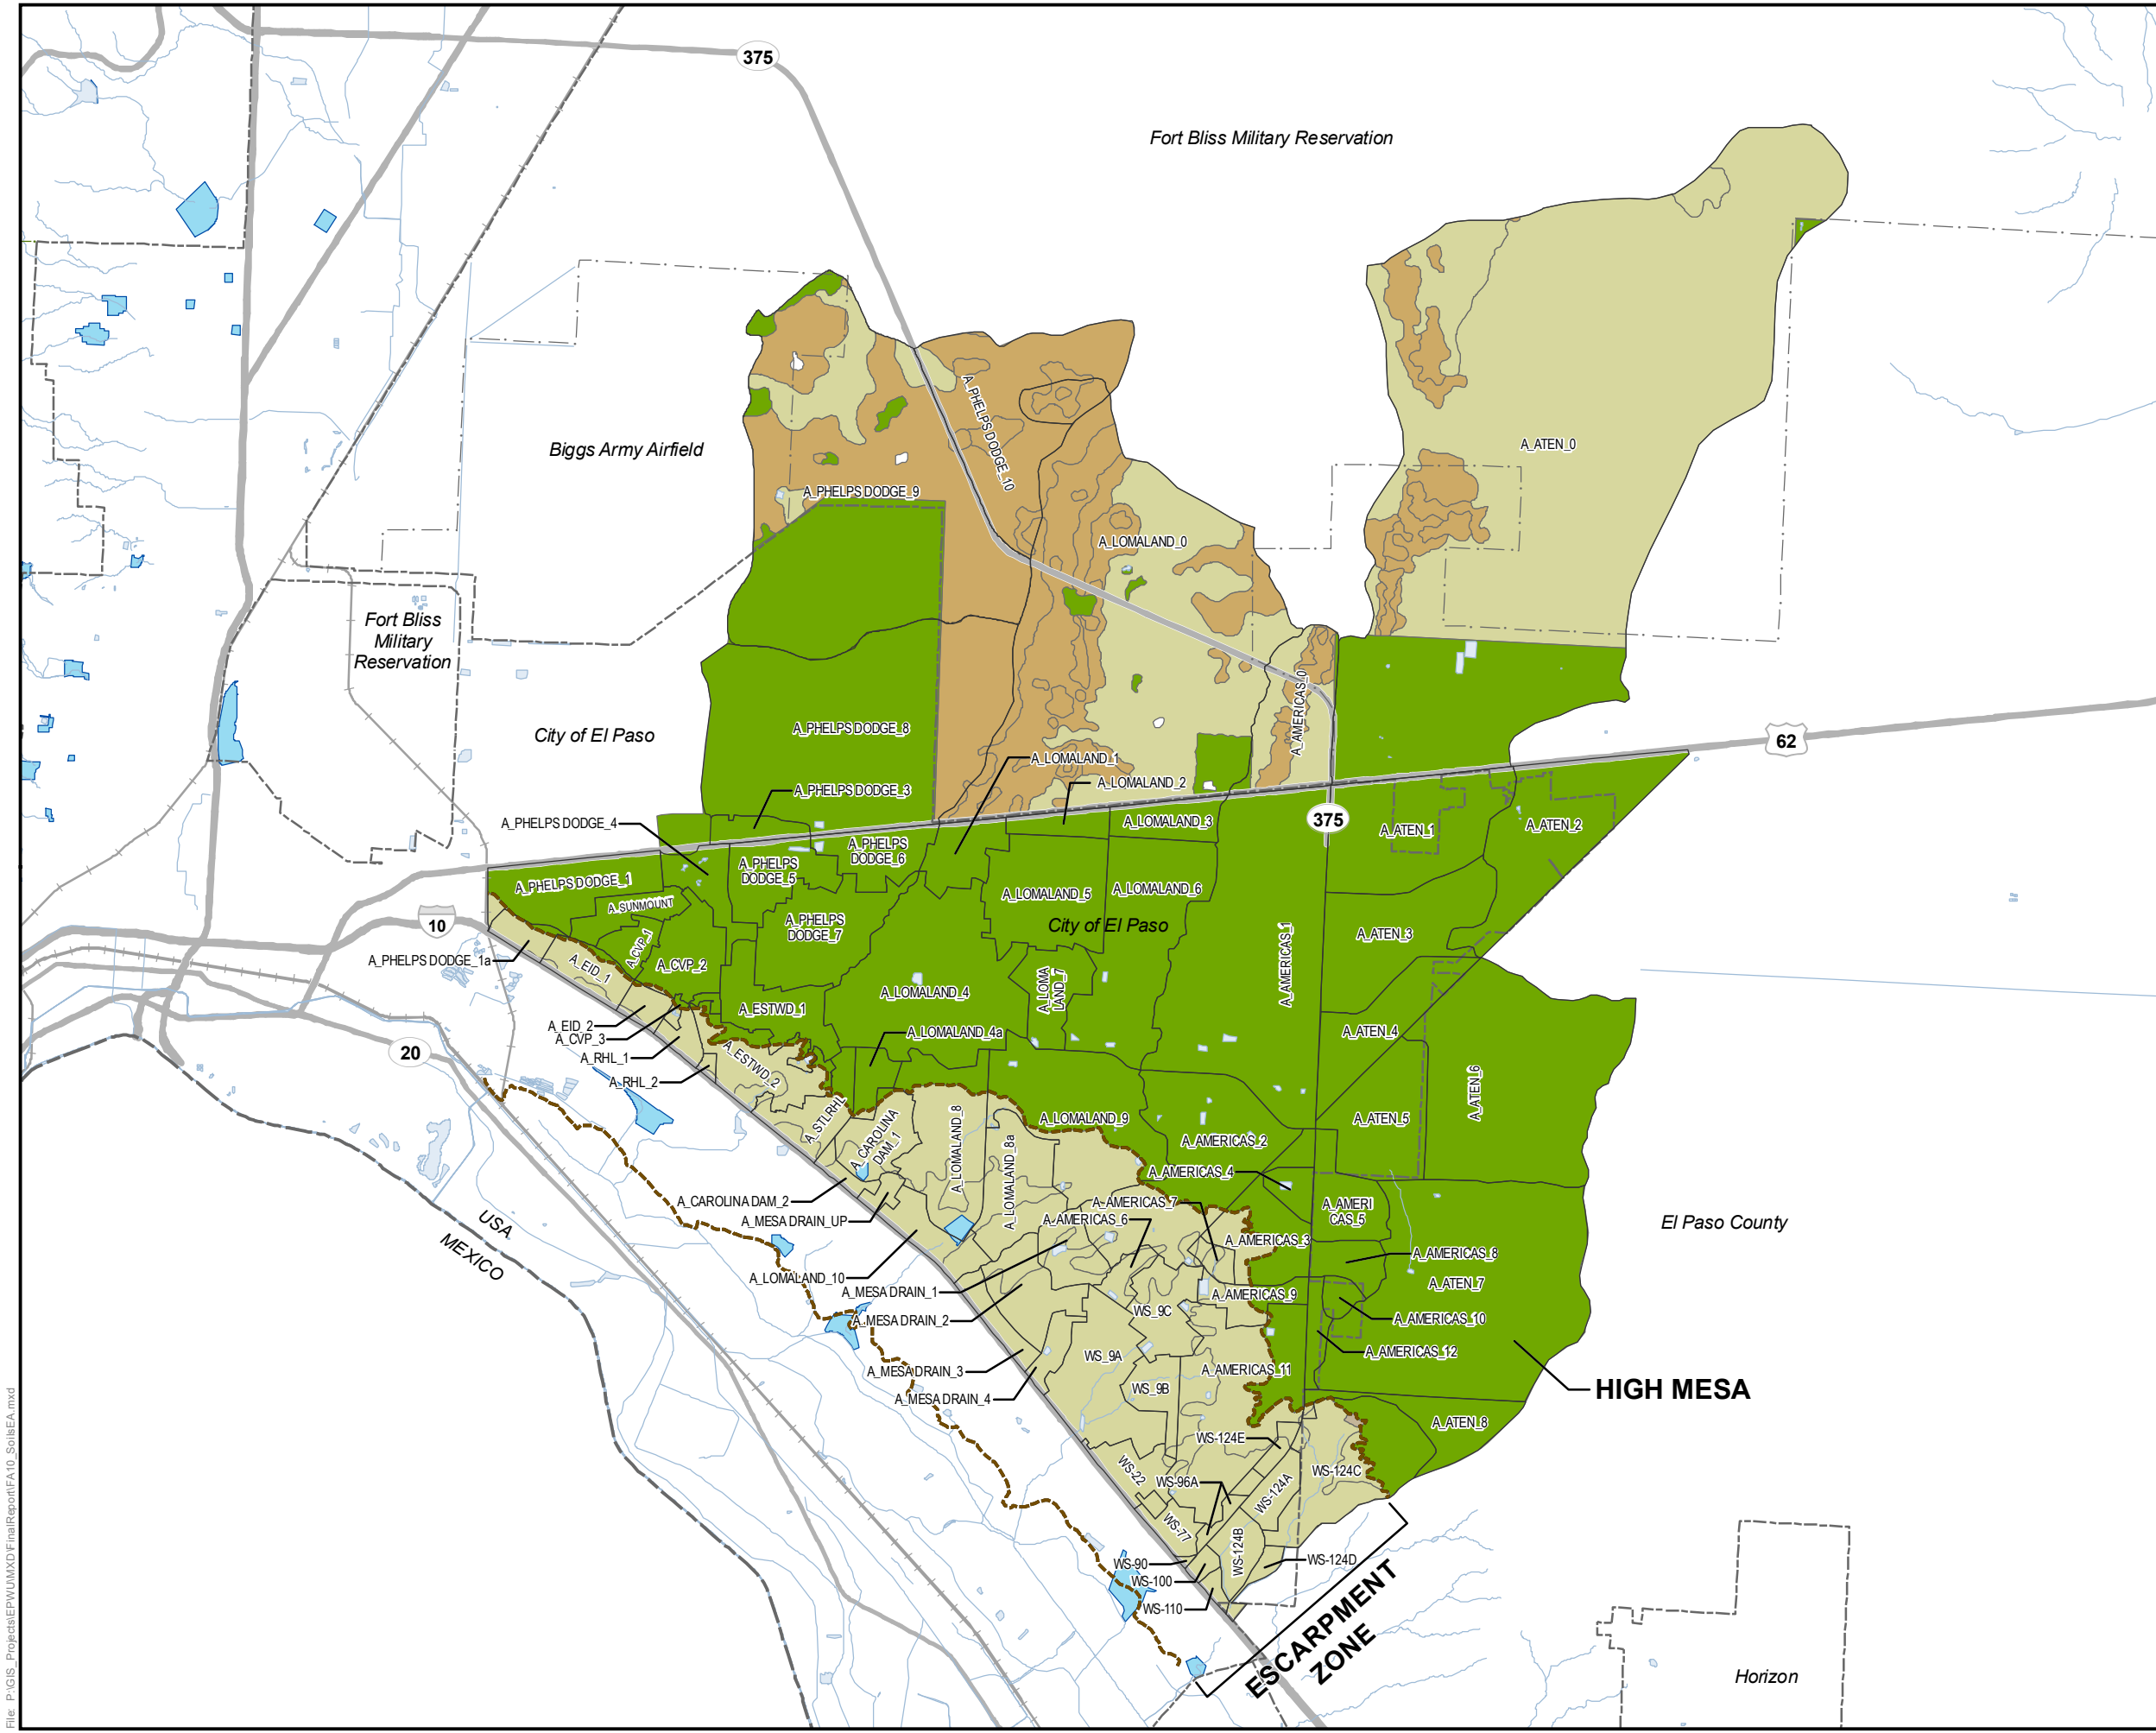 375
Fort Bliss Military Reservation
A_ATEN_0
A_PHELPS DODGE_10
Biggs Army Airfield
A_PHELPS DODGE_9
A_LOMALAND_0
Fort Bliss
Military
Reservation
A_AMERICAS_0
City of El Paso
A_PHELPS DODGE_8
62
A_LOMALAND_1
A_LOMALAND_2
A_PHELPS DODGE_3
A_PHELPS DODGE_4
A_LOMALAND_3
375
A_ATEN_1
A_ATEN_2
A_PHELPS
DODGE_6
A_PHELPS
DODGE_5
A_PHELPS DODGE_1
A_SUNMOUNT
A_LOMALAND_5
A_LOMALAND_6
10
A_PHELPS
DODGE_7
City of El Paso
A_ATEN_3
A_CVP_1
A_CVP_2
A_PHELPS DODGE_1a
A_EID_1
A_LOMALAND_4
A_LOMA
LAND_7
A_AMERICAS_1
A_ESTWD_1
A_EID_2
A_CVP_3
A_LOMALAND_4a
A_ATEN_4
20
A_RHL_1
A_RHL_2
A_ESTWD_2
A_ATEN_6
A_STLRHL
A_CAROLINA
DAM_1
A_LOMALAND_8
A_LOMALAND_8a
A_LOMALAND_9
A_ATEN_5
A_AMERICAS_2
A_AMERICAS_4
A_CAROLINA DAM_2
A_MESA DRAIN_UP
A_AMERICAS_7
A_AMERICAS_6
A_AMERI
CAS_5
USA
MEXICO
A_AMERICAS_3
El Paso County
A_AMERICAS_8
A_LOMALAND_10
A_MESA DRAIN_1
A_ATEN_7
A_AMERICAS_9
WS_9C
A_MESA DRAIN_2
A_AMERICAS_10
A_AMERICAS_12
WS_9A
A_MESA DRAIN_3
A_AMERICAS_11
WS_9B
A_MESA DRAIN_4
HIGH MESA
A_ATEN_8
WS-124E
WS-22
WS-96A
WS-124A
WS-124C
WS-77
WS-124B
WS-90
WS-124D
WS-100
WS-110
ESCARPMENT
ZONE
Horizon
File: P:\GIS_Projects\EPWU\MXD\FinalReport\FA10_SoilsEA.mxd